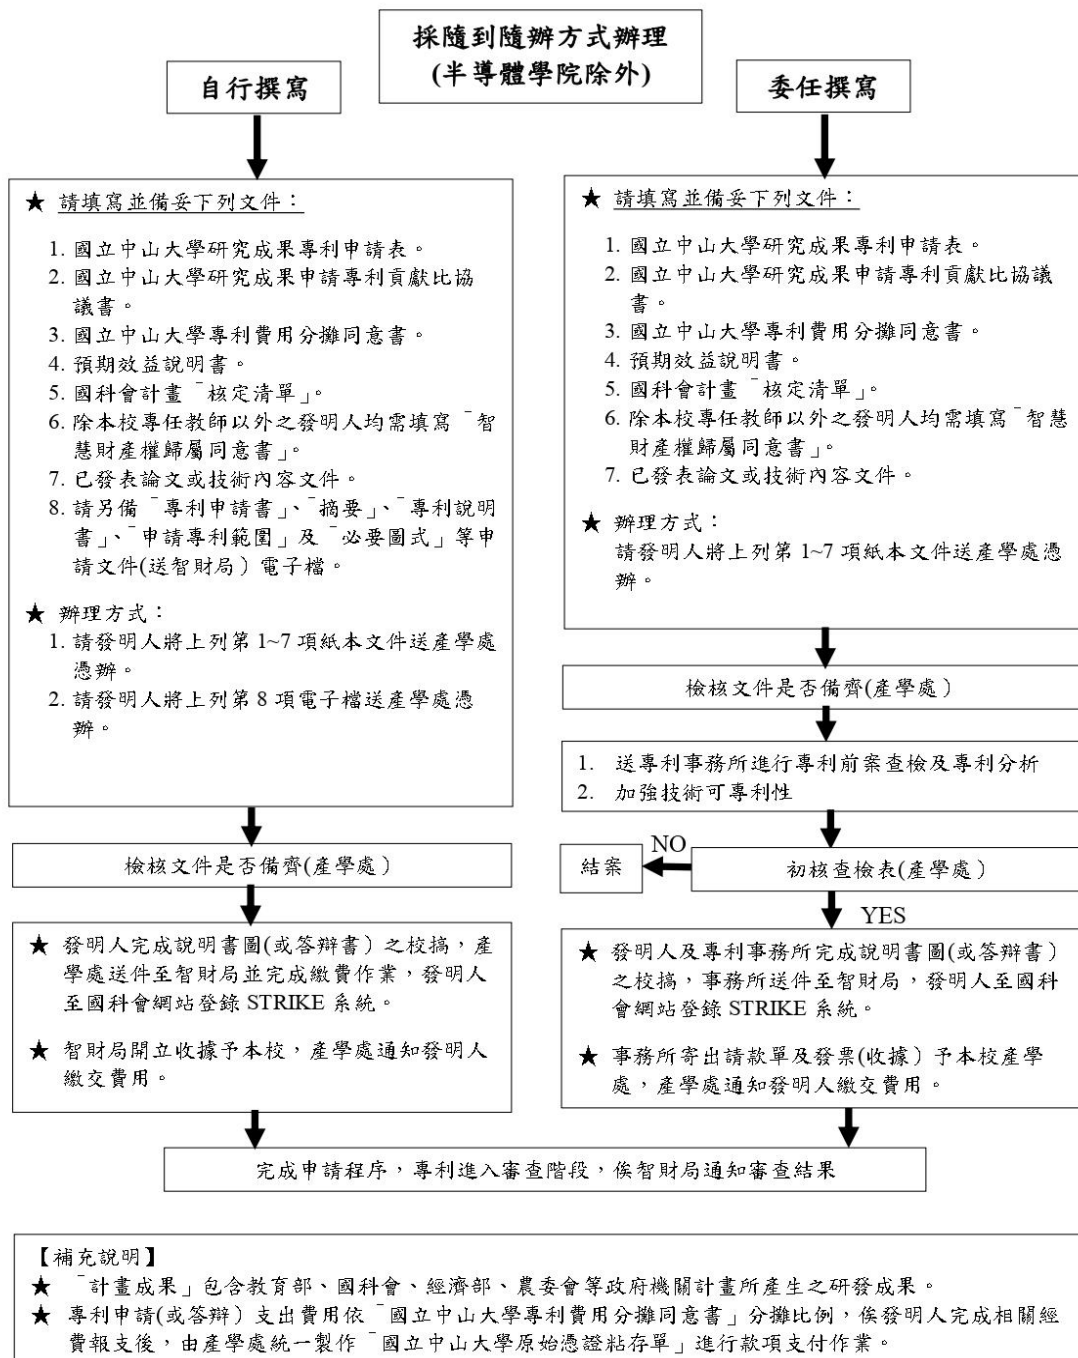 採隨到隨辦方式辦理
(半導體學院除外)
自行撰寫
★ 請填寫並備妥下列文件：
1. 國立中山大學研究成果專利申請表。
2. 國立中山大學研究成果申請專利貢獻比協
議書。
3. 國立中山大學專利費用分攤同意書。
4. 預期效益說明書。
5. 國科會計畫「核定清單」。
6. 除本校專任教師以外之發明人均需填寫「智
慧財產權歸屬同意書」。
7. 已發表論文或技術內容文件。
8. 請另備「專利申請書」、「摘要」、「專利說明
書」、「申請專利範圍」及「必要圖式」等申
請文件(送智財局）電子檔。
★ 辦理方式：
1. 請發明人將上列第 1~7 項紙本文件送產學處
憑辦。
2. 請發明人將上列第 8 項電子檔送產學處憑
辦。
檢核文件是否備齊(產學處）
★ 發明人完成說明書圖(或答辯書）之校搞，產
學處送件至智財局並完成繳費作業，發明人
至國科會網站登錄 STRIKE 系統。
★ 智財局開立收據予本校，產學處通知發明人
繳交費用。
委任撰寫
★ 請填寫並備妥下列文件：
1. 國立中山大學研究成果專利申請表。
2. 國立中山大學研究成果申請專利貢獻比協議
書。
3. 國立中山大學專利費用分攤同意書。
4. 預期效益說明書。
5. 國科會計畫「核定清單」。
6. 除本校專任教師以外之發明人均需填寫「智慧
財產權歸屬同意書」。
7. 已發表論文或技術內容文件。
★ 辦理方式：
請發明人將上列第 1~7 項紙本文件送產學處憑
辦。
檢核文件是否備齊(產學處）
1. 送專利事務所進行專利前案查檢及專利分析
2. 加強技術可專利性
初核查檢表(產學處）
NO
結案
YES
★ 發明人及專利事務所完成說明書圖(或答辯書）
之校搞，事務所送件至智財局，發明人至國科
會網站登錄 STRIKE 系統。
★ 事務所寄出請款單及發票(收據）予本校產學
處，產學處通知發明人繳交費用。
完成申請程序，專利進入審查階段，俟智財局通知審查結果
【補充說明】
★ 「計畫成果」包含教育部、國科會、經濟部、農委會等政府機關計畫所產生之研發成果。
★ 專利申請(或答辯）支出費用依「國立中山大學專利費用分攤同意書」分攤比例，俟發明人完成相關經
費報支後，由產學處統一製作「國立中山大學原始憑證粘存單」進行款項支付作業。